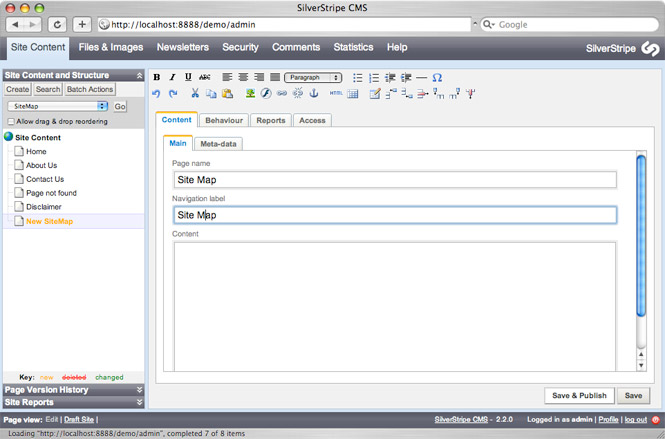 SilverStripe CMS
http://localhost:8888/demo/admin
Google
Site Content Files & Images Newsletters Security Comments Statistics Help SilverStripe
Site Content and Structure
Create Search Batch Actions
SiteMap Go
Allow drag & drop reordering
Site Content
Home
About Us
Contact Us
Page not found
Disclaimer
New SiteMap
Key: new deleted changed
Page Version History
Site Reports
B I U ABC Paragraph Ω
HTML
Content Behaviour Reports Access
Main Meta-data
Page name
Site Map
Navigation label
Site Map
Content
Save & Publish Save
Page view: Edit | Draft Site | SilverStripe CMS - 2.2.0 Logged in as admin | Profile | log out
Loading "http://localhost:8888/demo/admin", completed 7 of 8 items